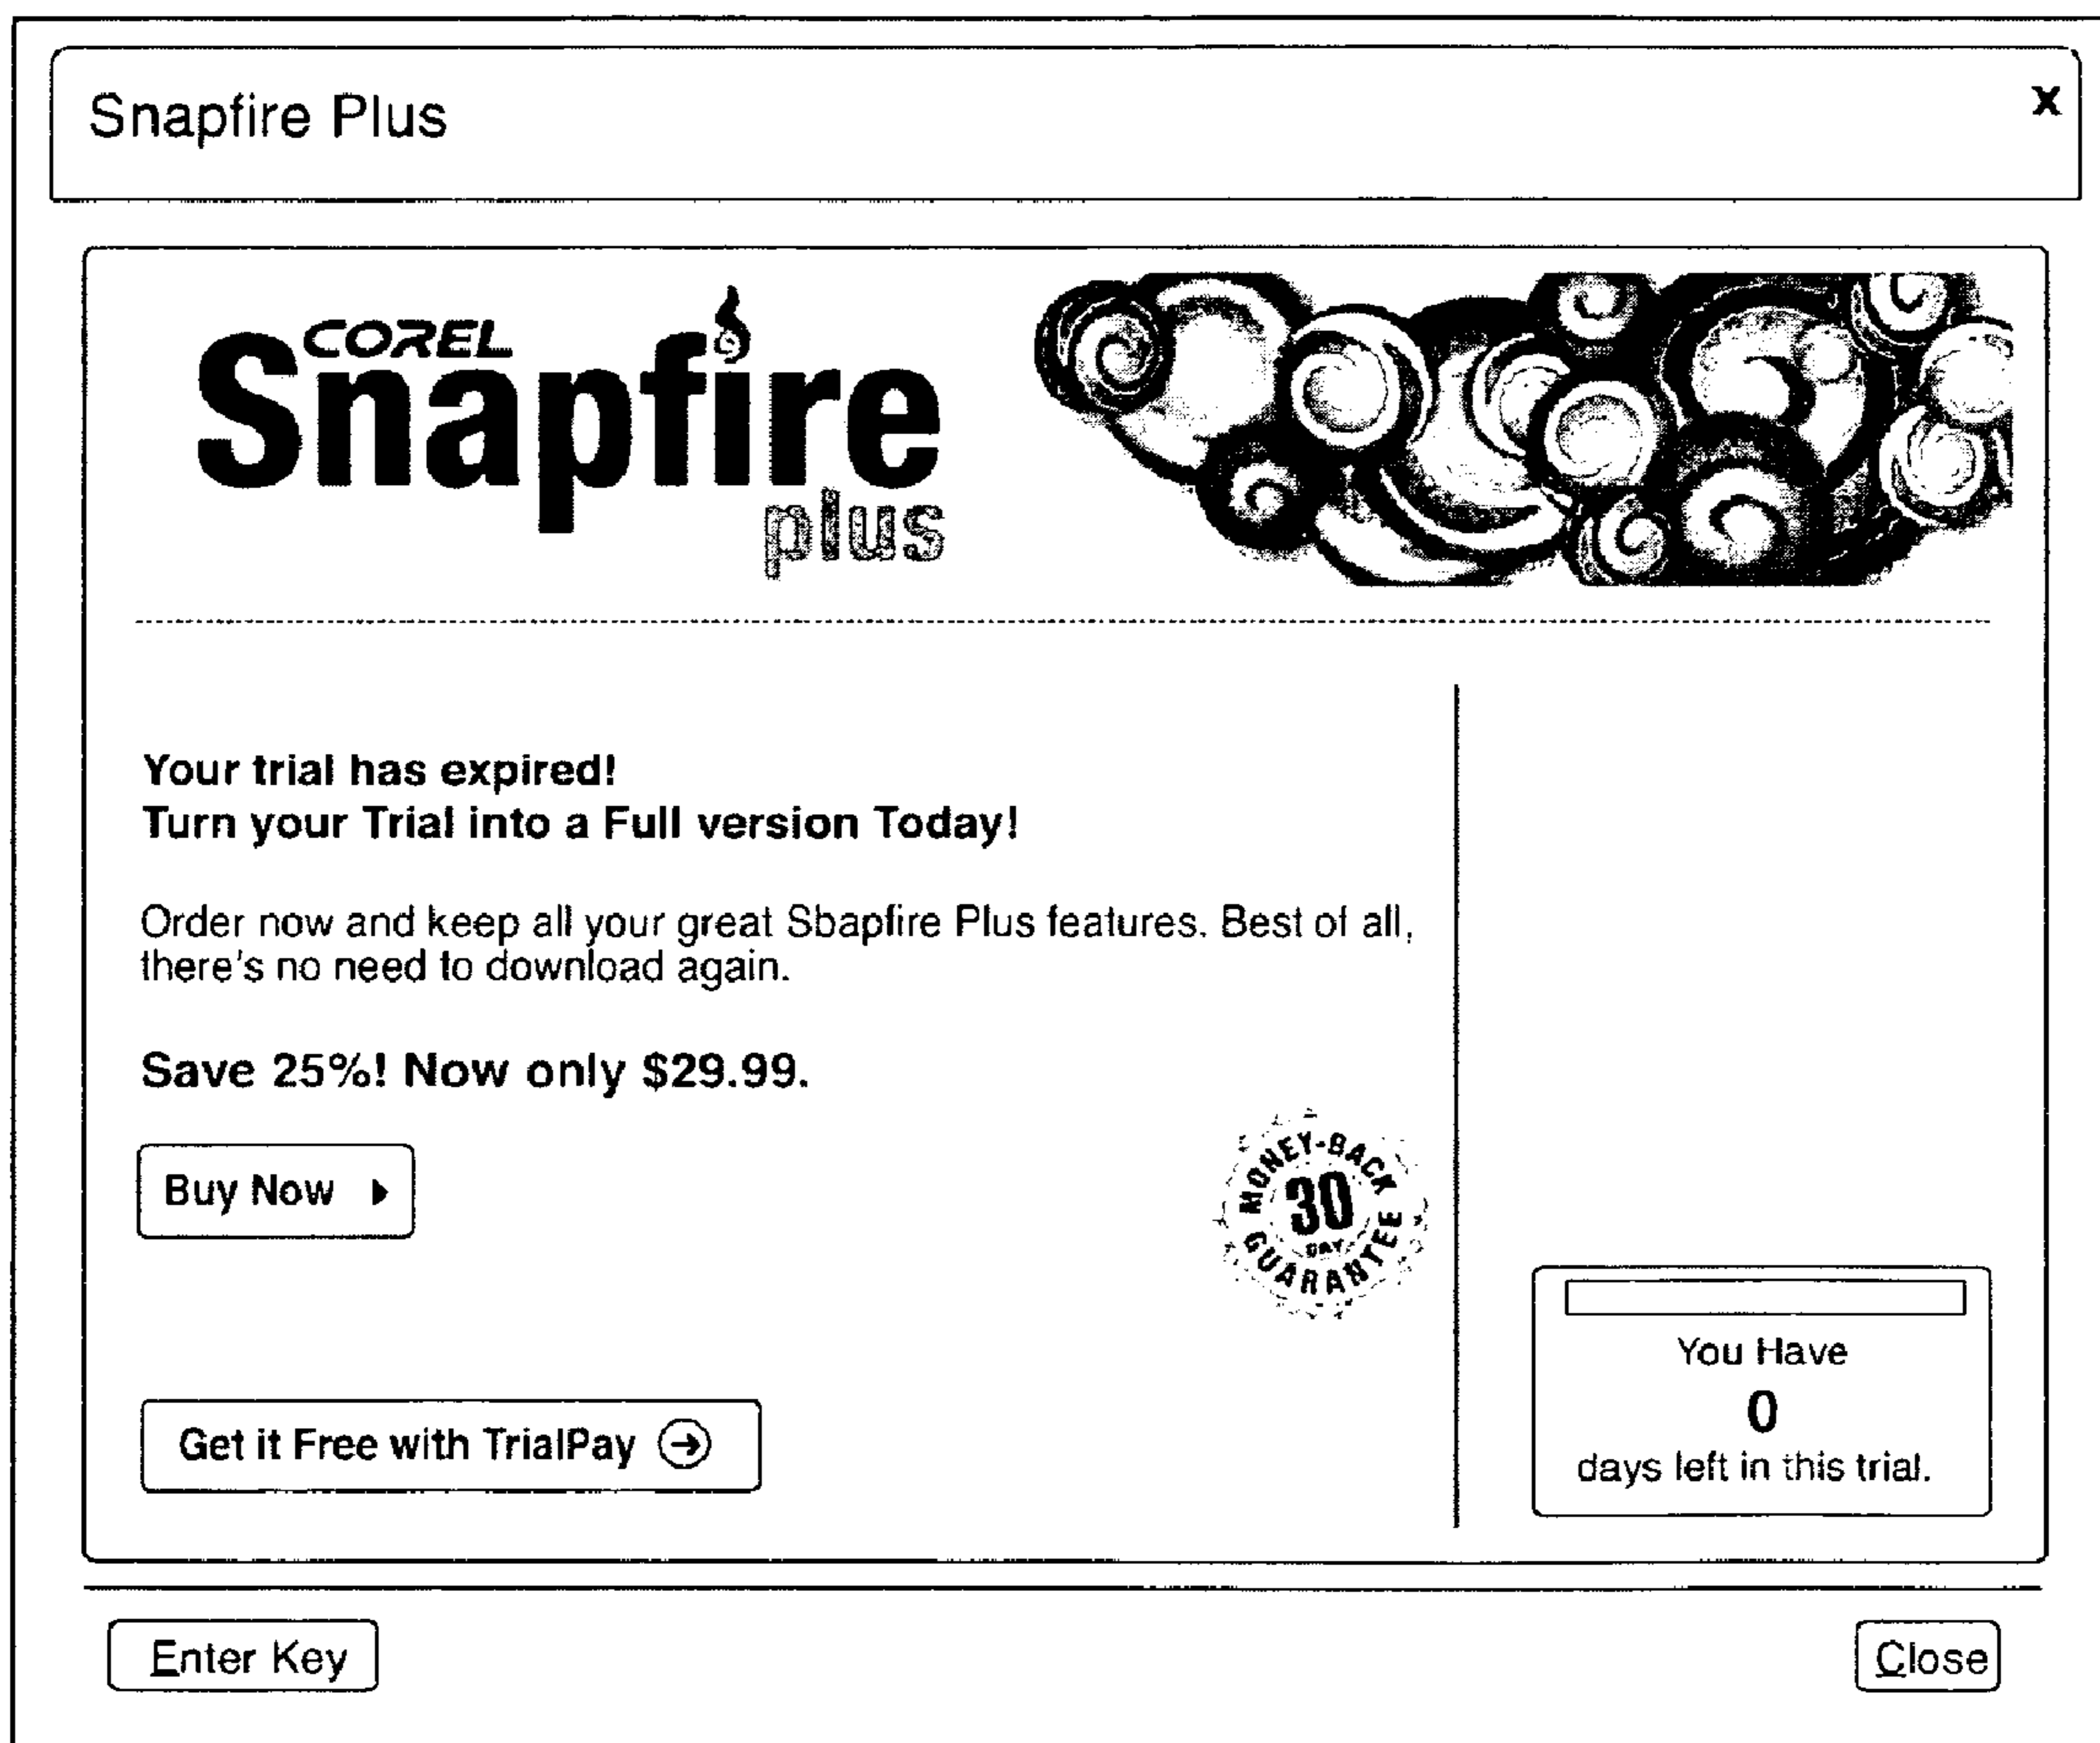 Snapfire Plus
x
COREL
Snapfire
plus
Your trial has expired!
Turn your Trial into a Full version Today!
Order now and keep all your great Sbapfire Plus features. Best of all,
there's no need to download again.
Save 25%! Now only $29.99.
Buy Now
MONEY-BACK
30
DAY
GUARANTEE
Get it Free with TrialPay
You Have
0
days left in this trial.
Enter Key
Close